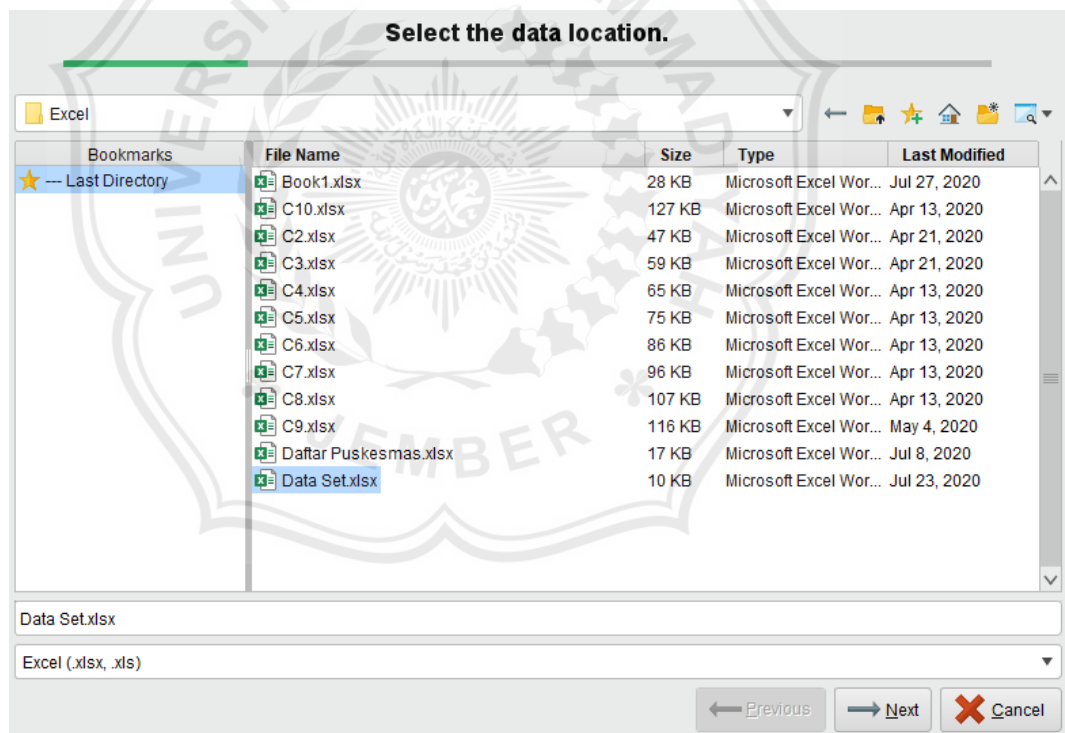 Select the data location.
Excel
Bookmarks
--- Last Directory
File Name Size Type Last Modified
Book1.xlsx 28 KB Microsoft Excel Wor... Jul 27, 2020
C10.xlsx 127 KB Microsoft Excel Wor... Apr 13, 2020
C2.xlsx 47 KB Microsoft Excel Wor... Apr 21, 2020
C3.xlsx 59 KB Microsoft Excel Wor... Apr 21, 2020
C4.xlsx 65 KB Microsoft Excel Wor... Apr 13, 2020
C5.xlsx 75 KB Microsoft Excel Wor... Apr 13, 2020
C6.xlsx 86 KB Microsoft Excel Wor... Apr 13, 2020
C7.xlsx 96 KB Microsoft Excel Wor... Apr 13, 2020
C8.xlsx 107 KB Microsoft Excel Wor... Apr 13, 2020
C9.xlsx 116 KB Microsoft Excel Wor... May 4, 2020
Daftar Puskesmas.xlsx 17 KB Microsoft Excel Wor... Jul 8, 2020
Data Set.xlsx 10 KB Microsoft Excel Wor... Jul 23, 2020
Data Set.xlsx
Excel (.xlsx, .xls)
Previous Next Cancel
JEMBER